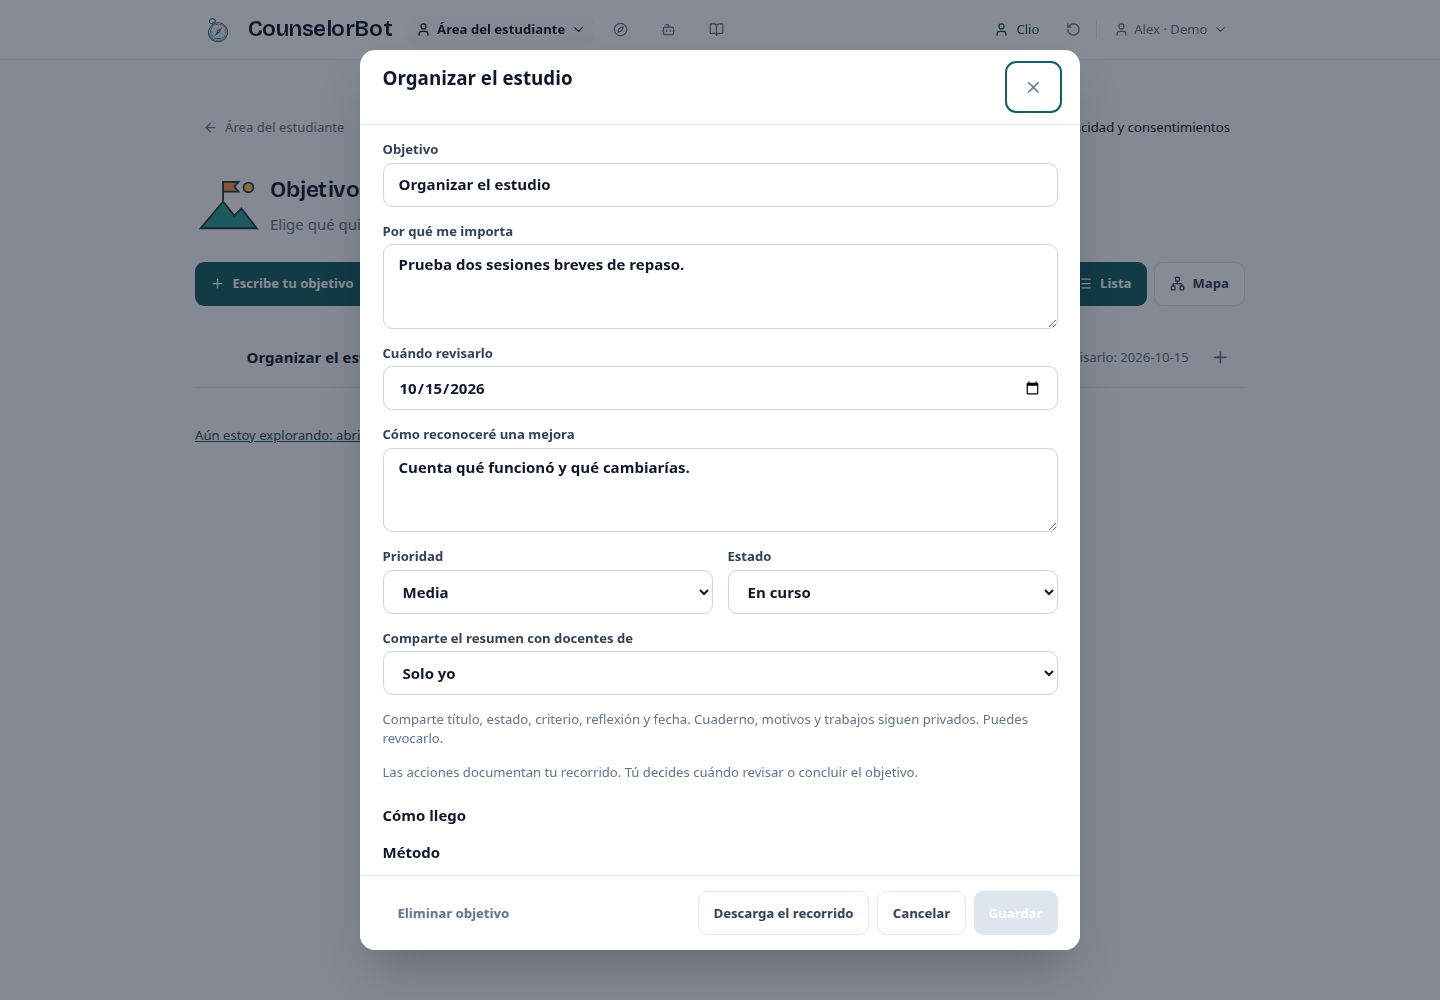 CounselorBot
Área del estudiante
Clio
Alex · Demo
Organizar el estudio
Área del estudiante
cidad y consentimientos
Objetivo
Elige qué qui
Escribe tu objetivo
Lista
Mapa
Organizar el es
isarlo: 2026-10-15
Aún estoy explorando: abri
Objetivo
Organizar el estudio
Por qué me importa
Prueba dos sesiones breves de repaso.
Cuándo revisarlo
10/15/2026
Cómo reconoceré una mejora
Cuenta qué funcionó y qué cambiarías.
Prioridad
Estado
Media
En curso
Comparte el resumen con docentes de
Solo yo
Comparte título, estado, criterio, reflexión y fecha. Cuaderno, motivos y trabajos siguen privados. Puedes
revocarlo.
Las acciones documentan tu recorrido. Tú decides cuándo revisar o concluir el objetivo.
Cómo llego
Método
Eliminar objetivo
Descarga el recorrido
Cancelar
Guardar